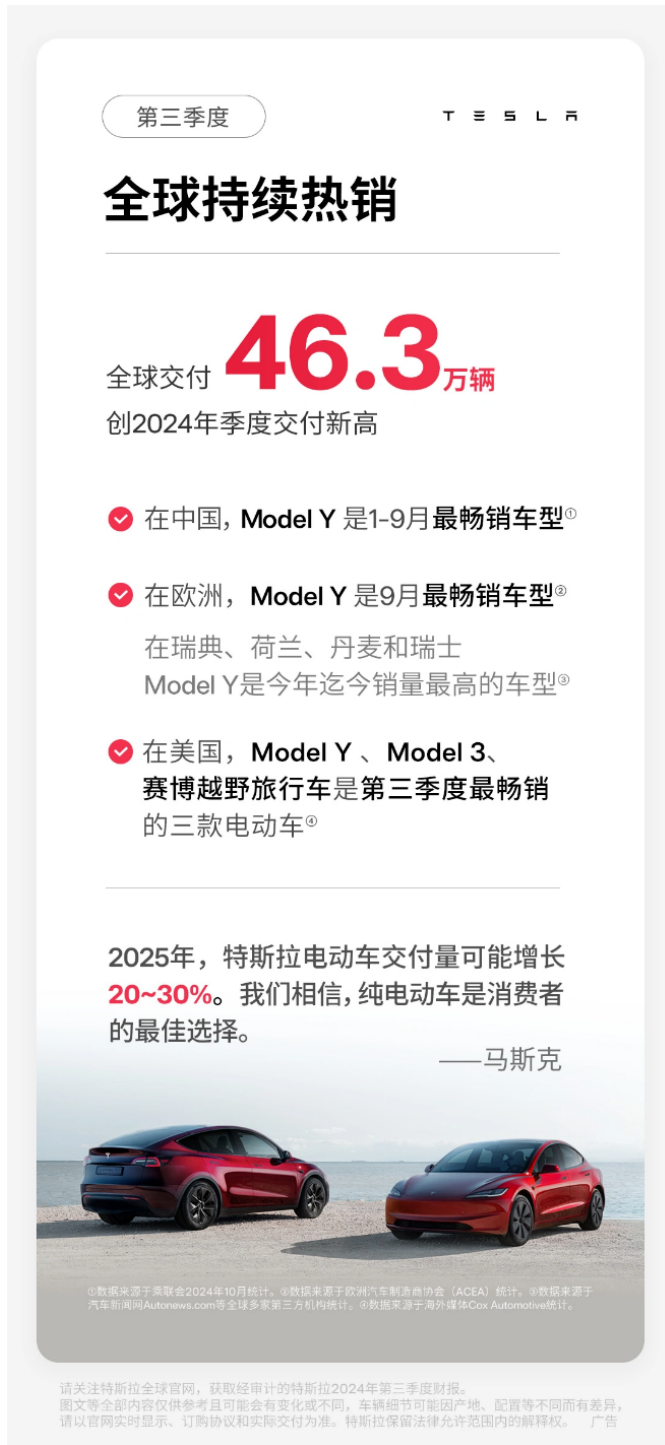 第三季度
TESLA
全球持续热销
全球交付 46.3万辆
创2024年季度交付新高
在中国, Model Y 是1-9月最畅销车型①
在欧洲，Model Y 是9月最畅销车型②
在瑞典、荷兰、丹麦和瑞士
Model Y是今年迄今销量最高的车型③
在美国，Model Y 、Model 3、
赛博越野旅行车是第三季度最畅销
的三款电动车④
2025年，特斯拉电动车交付量可能增长
20~30%。我们相信, 纯电动车是消费者
的最佳选择。
——马斯克
①数据来源于乘联会2024年10月统计。②数据来源于欧洲汽车制造商协会（ACEA）统计。③数据来源于
汽车新闻网Autonews.com等全球多家第三方机构统计。④数据来源于海外媒体Cox Automotive统计。
请关注特斯拉全球官网，获取经审计的特斯拉2024年第三季度财报。
图文等全部内容仅供参考且可能会有变化或不同，车辆细节可能因产地、配置等不同而有差异，
请以官网实时显示、订购协议和实际交付为准。特斯拉保留法律允许范围内的解释权。 广告